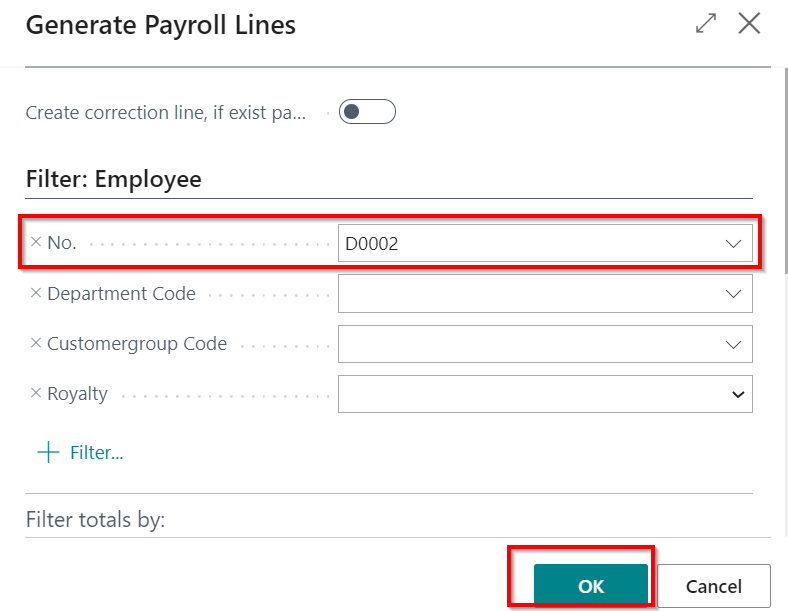 Generate Payroll Lines
Create correction line, if exist pa...
Filter: Employee
No. D0002
Department Code
Customergroup Code
Royalty
Filter...
Filter totals by:
OK Cancel